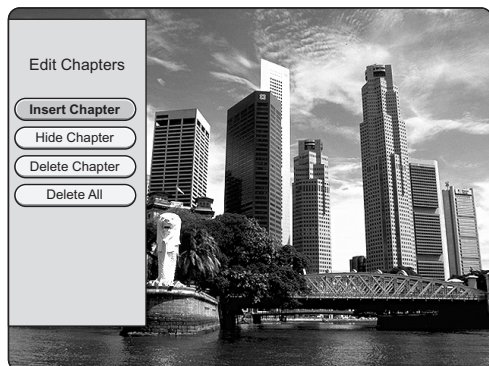 Edit Chapters
Insert Chapter
Hide Chapter
Delete Chapter
Delete All